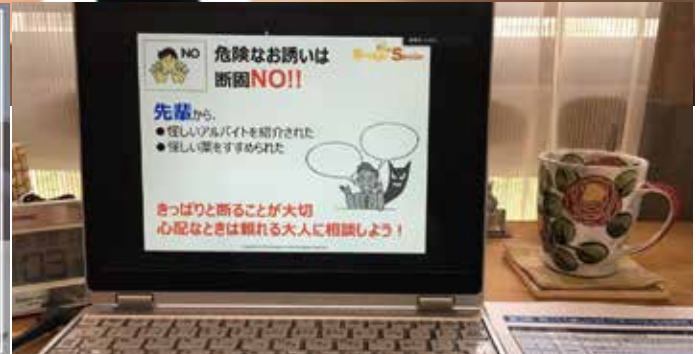 NO
危険なお誘いは
断固NO!!
先輩から、
●怪しいアルバイトを紹介された
●怪しい薬をすすめられた
きっぱりと断ることが大切
心配なときは頼れる大人に相談しよう！